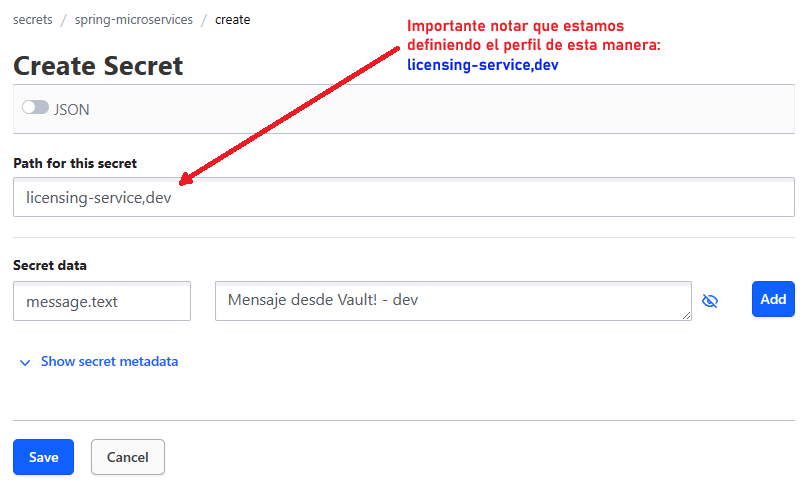 secrets / spring-microservices / create
Importante notar que estamos
definiendo el perfil de esta manera:
licensing-service,dev
Create Secret
JSON
Path for this secret
licensing-service,dev
Secret data
message.text
Mensaje desde Vault! - dev
Add
Show secret metadata
Save
Cancel